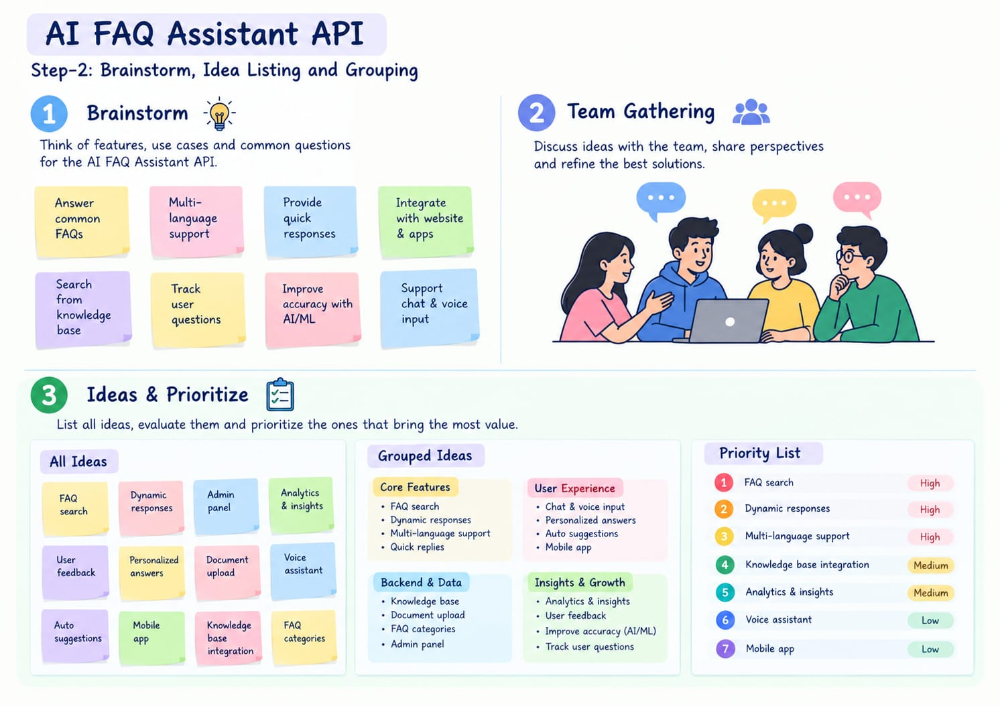 AI FAQ Assistant API
Step-2: Brainstorm, Idea Listing and Grouping
1
Brainstorm
Think of features, use cases and common questions
for the AI FAQ Assistant API.
Answer
common
FAQs
Multi-
language
support
Provide
quick
responses
Integrate
with website
& apps
Search
from
knowledge
base
Track
user
questions
Improve
accuracy with
AI/ML
Support
chat & voice
input
2
Team Gathering
Discuss ideas with the team, share perspectives
and refine the best solutions.
3
Ideas & Prioritize
List all ideas, evaluate them and prioritize the ones that bring the most value.
All Ideas
FAQ
search
Dynamic
responses
Admin
panel
Analytics
& insights
User
feedback
Personalized
answers
Document
upload
Voice
assistant
Auto
suggestions
Mobile
app
Knowledge
base
integration
FAQ
categories
Grouped Ideas
Core Features
• FAQ search
• Dynamic responses
• Multi-language support
• Quick replies
User Experience
• Chat & voice input
• Personalized answers
• Auto suggestions
• Mobile app
Backend & Data
• Knowledge base
• Document upload
• FAQ categories
• Admin panel
Insights & Growth
• Analytics & insights
• User feedback
• Improve accuracy (AI/ML)
• Track user questions
Priority List
1 FAQ search High
2 Dynamic responses High
3 Multi-language support High
4 Knowledge base integration Medium
5 Analytics & insights Medium
6 Voice assistant Low
7 Mobile app Low